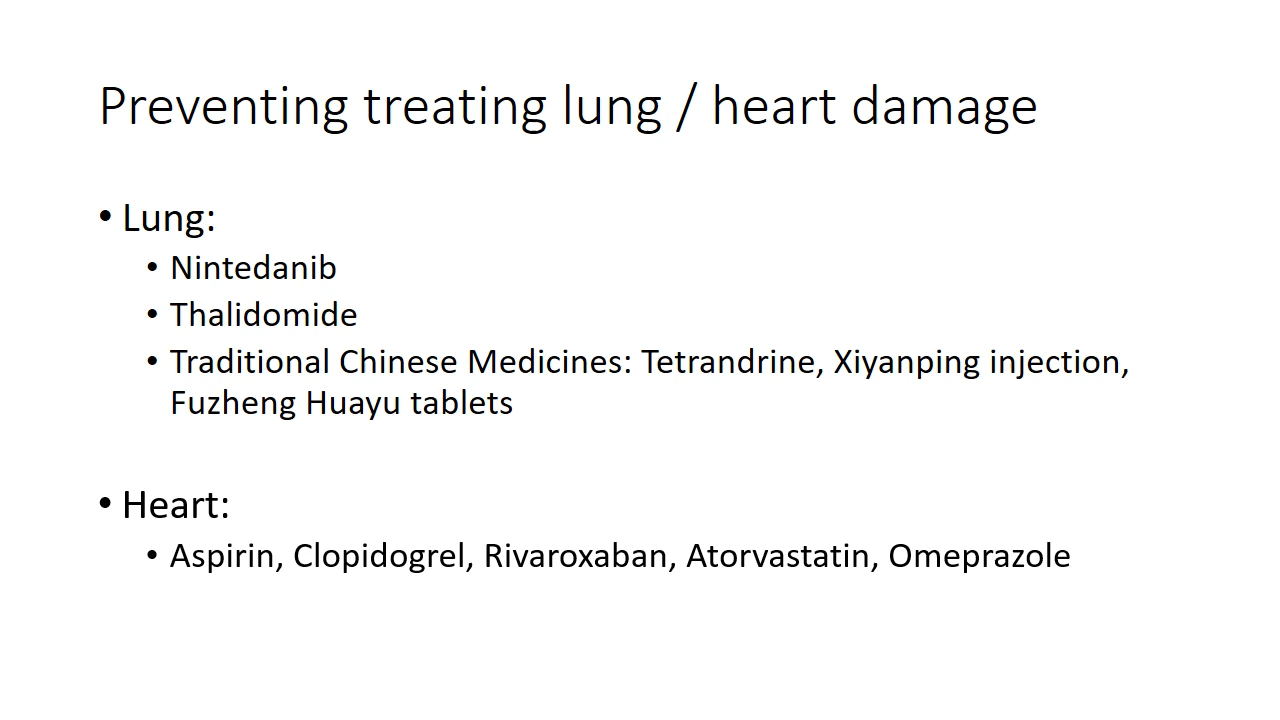 Preventing treating lung / heart damage
• Lung:
• Nintedanib
• Thalidomide
• Traditional Chinese Medicines: Tetrandrine, Xiyanping injection,
Fuzheng Huayu tablets
• Heart:
• Aspirin, Clopidogrel, Rivaroxaban, Atorvastatin, Omeprazole